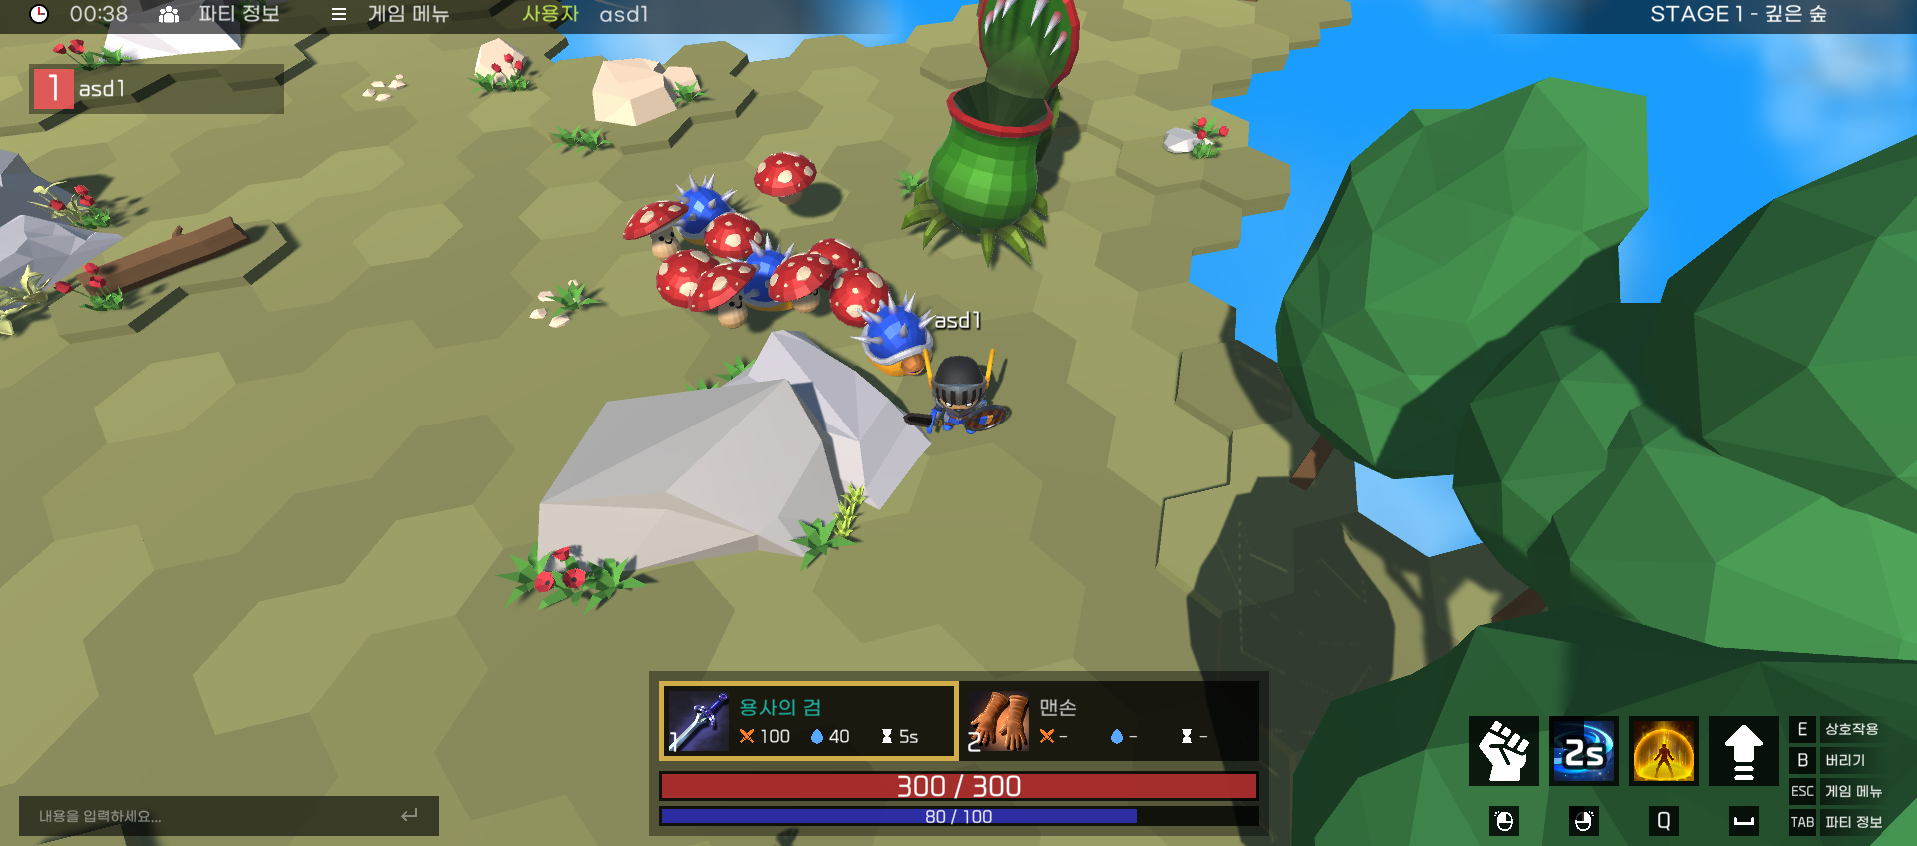 00:38 파티 정보 게임 메뉴 사용자 asd1
STAGE 1 - 깊은 숲
1 asd1
asd1
용사의 검
1 100 40 5s
맨손
2 - - -
300 / 300
80 / 100
내용을 입력하세요...
2s
Q
E 상호작용
B 버리기
ESC 게임 메뉴
TAB 파티 정보